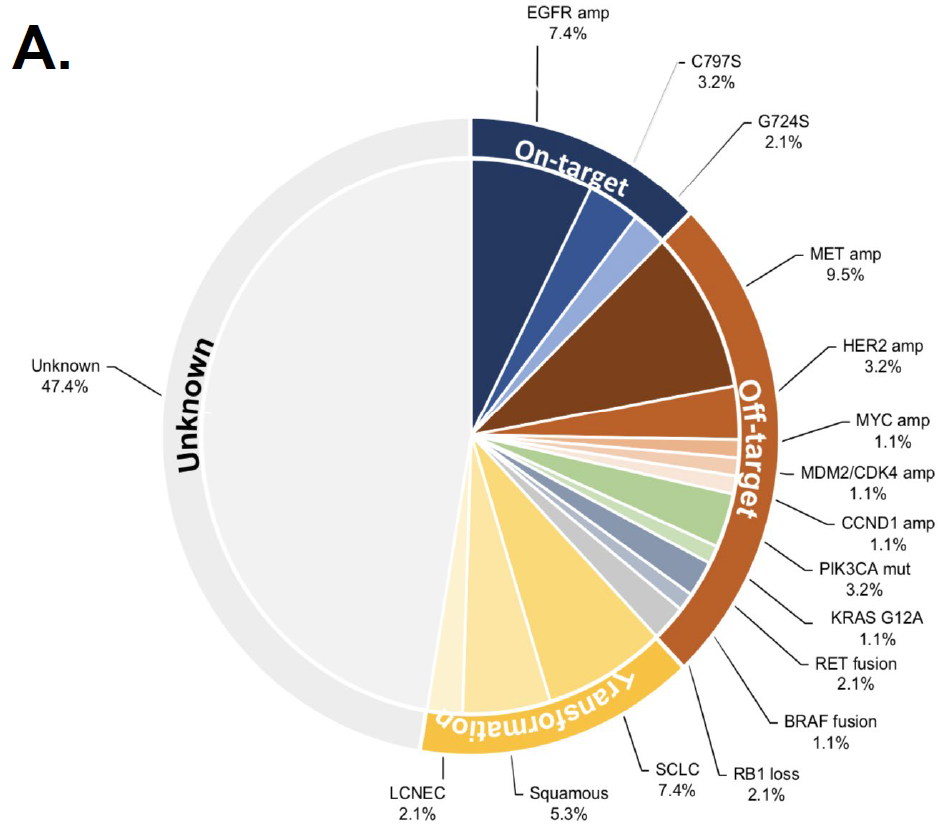 A.
EGFR amp
7.4%
C797S
3.2%
G724S
2.1%
On-target
MET amp
9.5%
HER2 amp
3.2%
Off-target
MYC amp
1.1%
MDM2/CDK4 amp
1.1%
CCND1 amp
1.1%
PIK3CA mut
3.2%
KRAS G12A
1.1%
RET fusion
2.1%
BRAF fusion
1.1%
RB1 loss
2.1%
Transformation
SCLC
7.4%
Squamous
5.3%
LCNEC
2.1%
Unknown
Unknown
47.4%